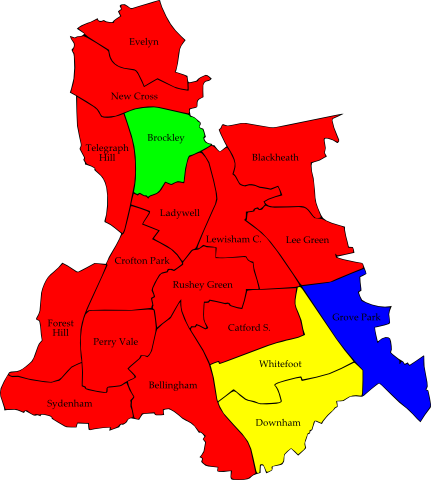 Evelyn
New Cross
Telegraph
Hill
Brockley
Blackheath
Ladywell
Lewisham C.
Lee Green
Crofton Park
Rushey Green
Grove Park
Forest
Hill
Perry Vale
Catford S.
Whitefoot
Bellingham
Sydenham
Downham